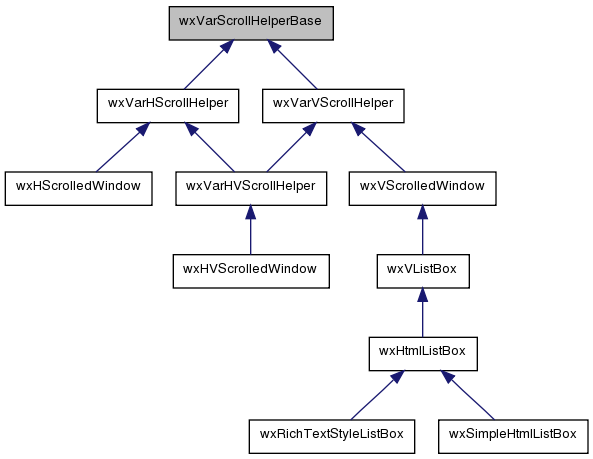 wxVarScrollHelperBase
wxVarHScrollHelper
wxVarVScrollHelper
wxHScrolledWindow
wxVarHVScrollHelper
wxVScrolledWindow
wxHVScrolledWindow
wxVListBox
wxHtmlListBox
wxRichTextStyleListBox
wxSimpleHtmlListBox